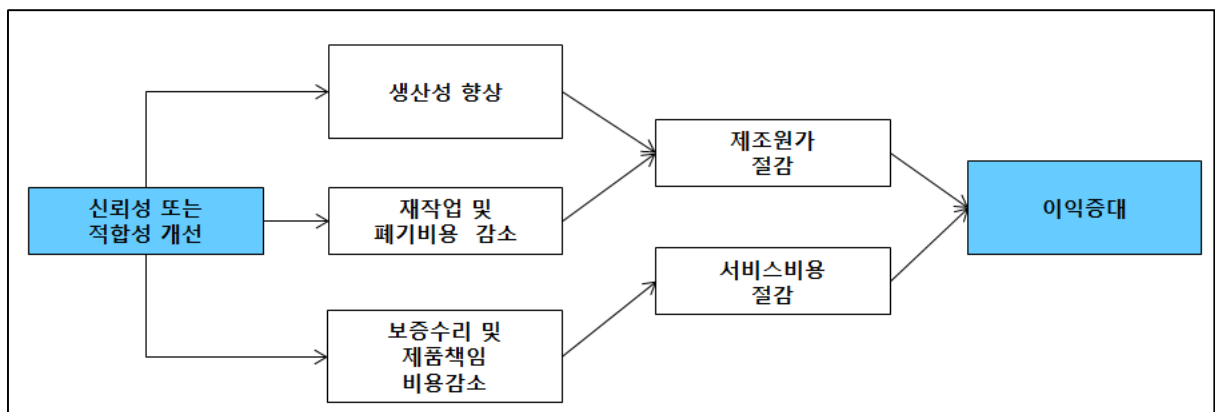 생산성 향상
제조원가
절감
신뢰성 또는
적합성 개선
재작업 및
폐기비용 감소
이익증대
서비스비용
절감
보증수리 및
제품책임
비용감소